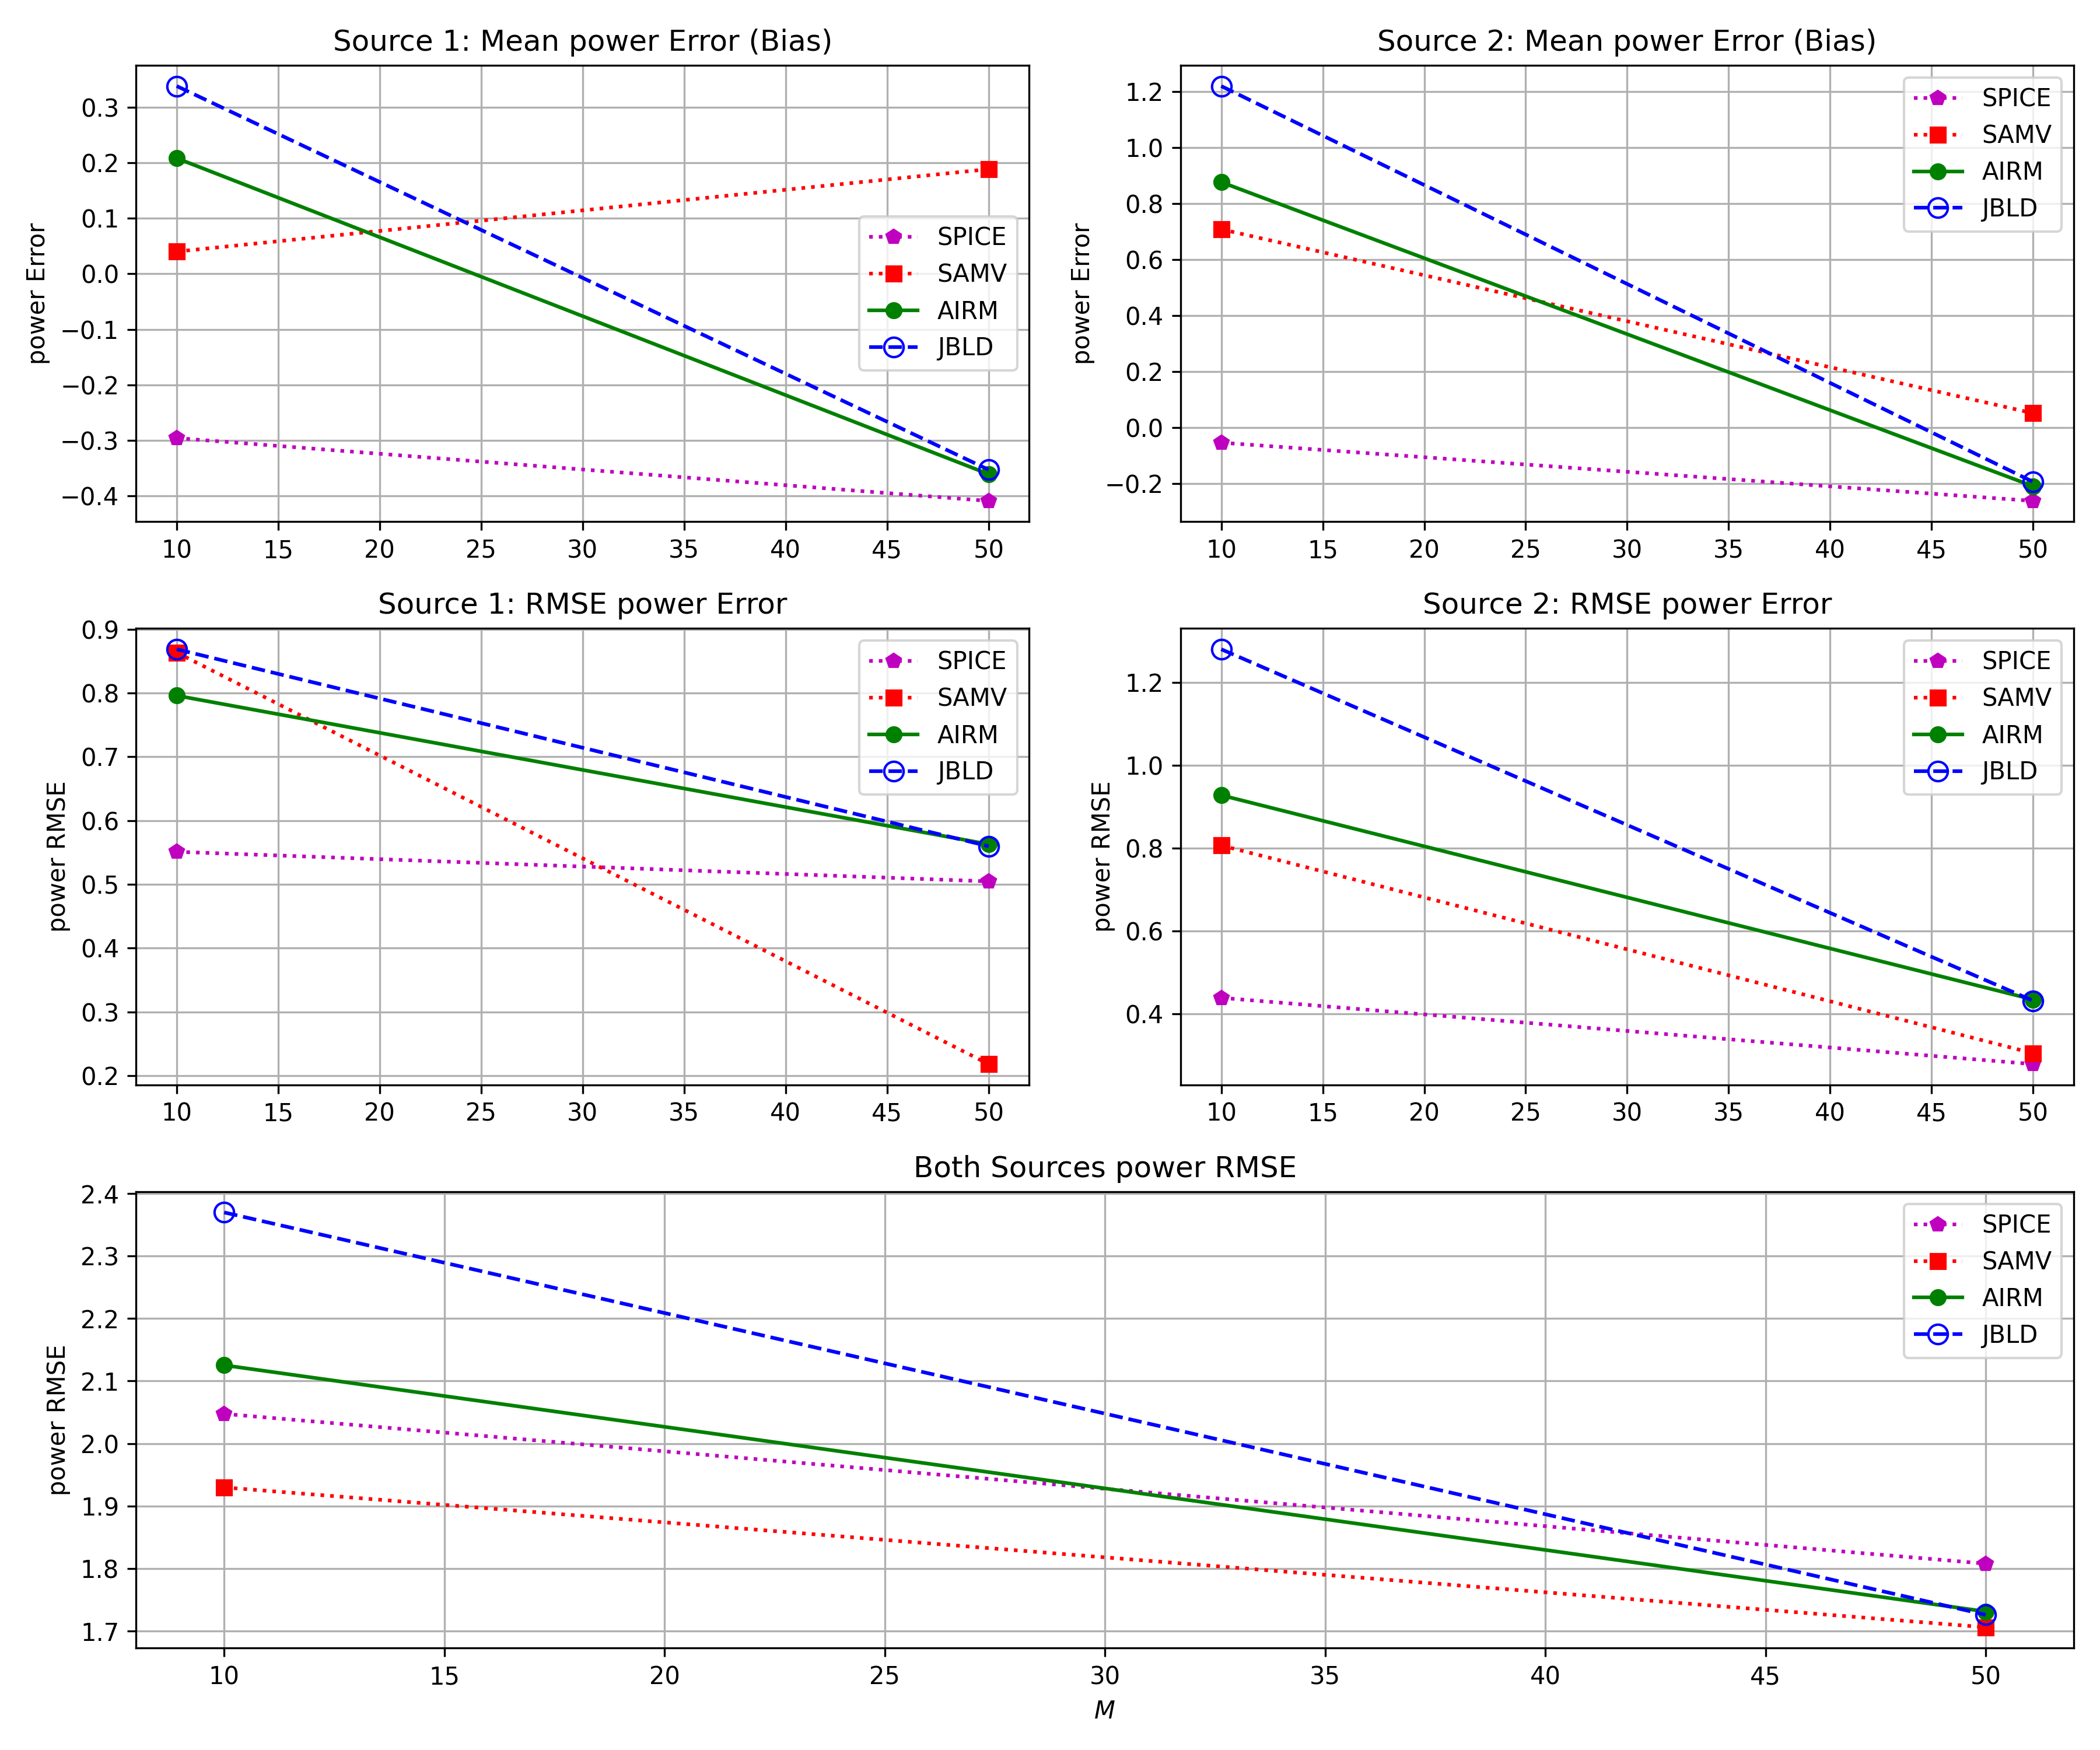 Source 1: Mean power Error (Bias)
power Error
0.3
0.2
0.1
0.0
−0.1
−0.2
−0.3
−0.4
10 15 20 25 30 35 40 45 50
SPICE
SAMV
AIRM
JBLD
Source 2: Mean power Error (Bias)
power Error
1.2
1.0
0.8
0.6
0.4
0.2
0.0
−0.2
10 15 20 25 30 35 40 45 50
SPICE
SAMV
AIRM
JBLD
Source 1: RMSE power Error
power RMSE
0.9
0.8
0.7
0.6
0.5
0.4
0.3
0.2
10 15 20 25 30 35 40 45 50
SPICE
SAMV
AIRM
JBLD
Source 2: RMSE power Error
power RMSE
1.2
1.0
0.8
0.6
0.4
10 15 20 25 30 35 40 45 50
SPICE
SAMV
AIRM
JBLD
Both Sources power RMSE
power RMSE
2.4
2.3
2.2
2.1
2.0
1.9
1.8
1.7
10 15 20 25 30 35 40 45 50
M
SPICE
SAMV
AIRM
JBLD